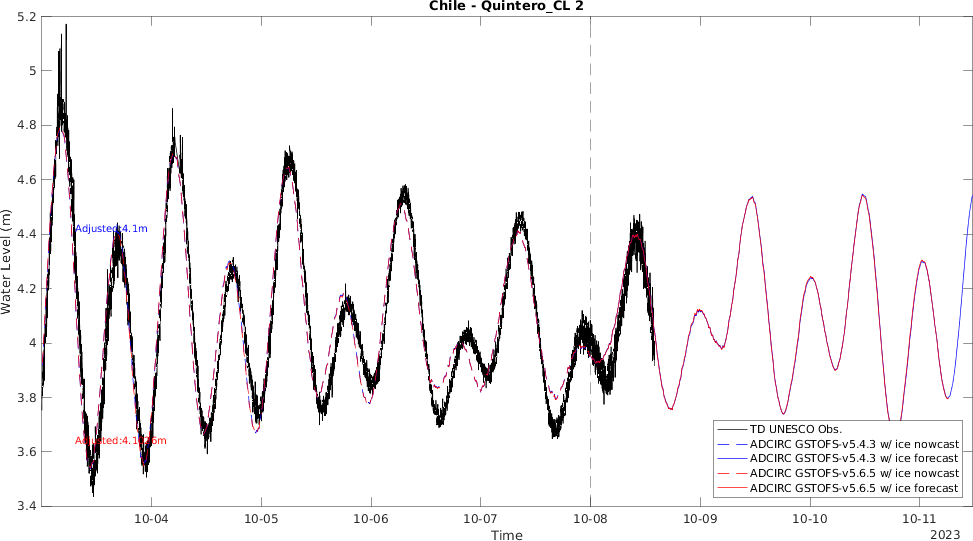 Chile - Quintero_CL 2
5.2
5
4.8
4.6
4.4
4.2
4
3.8
3.6
3.4
Water Level (m)
Adjusted:4.1m
10-04
10-05
10-06
10-07
10-08
10-09
10-10
10-11
Time
2023
TD UNESCO Obs.
ADCIRC GSTOFS-v5.4.3 w/ ice nowcast
ADCIRC GSTOFS-v5.4.3 w/ ice forecast
ADCIRC GSTOFS-v5.6.5 w/ ice nowcast
ADCIRC GSTOFS-v5.6.5 w/ ice forecast